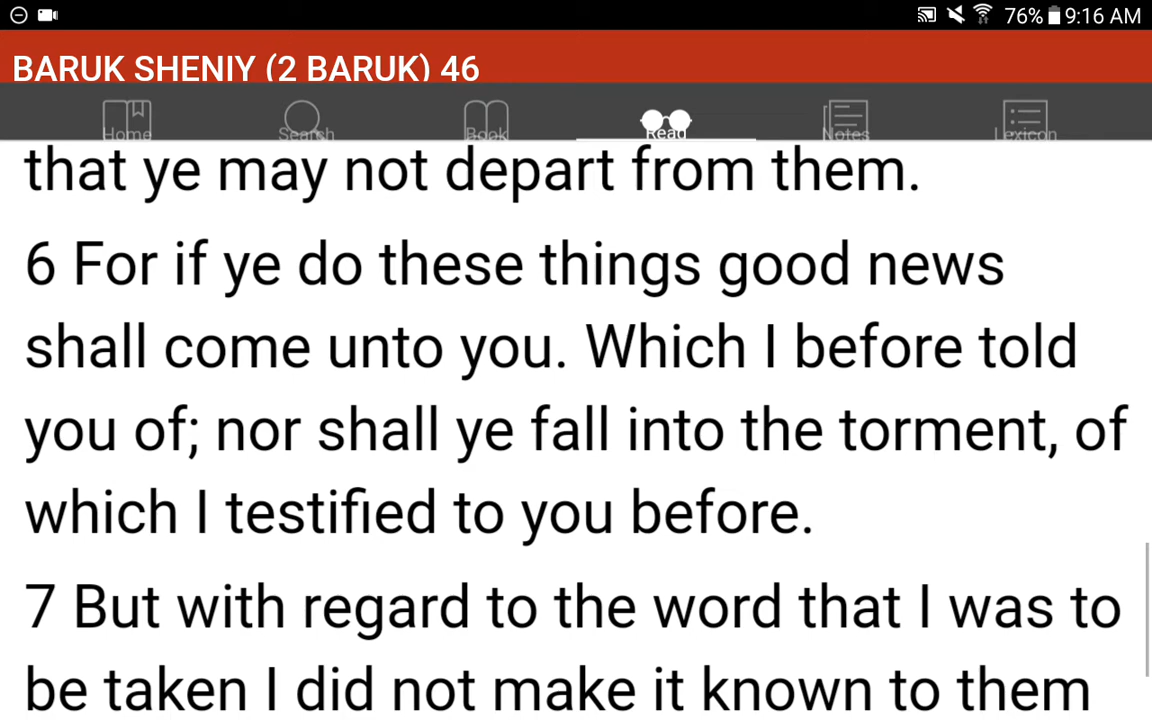 76% 9:16 AM
BARUK SHENIY (2 BARUK) 46
Home Search Book Read Notes Lexicon
that ye may not depart from them.
6 For if ye do these things good news
shall come unto you. Which I before told
you of; nor shall ye fall into the torment, of
which I testified to you before.
7 But with regard to the word that I was to
be taken I did not make it known to them